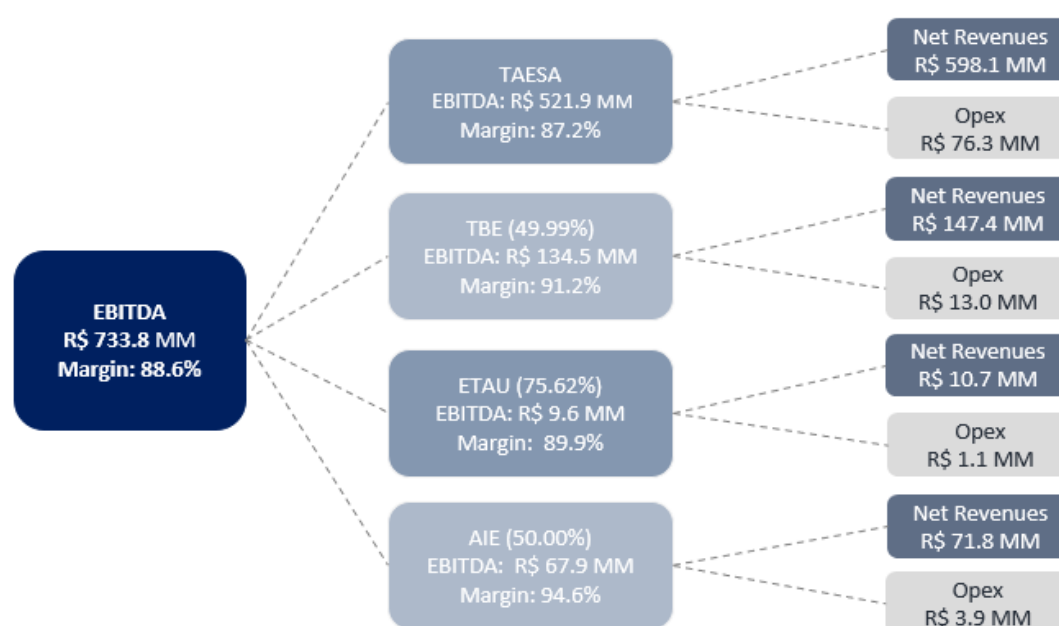 EBITDA
R$ 733.8 MM
Margin: 88.6%
TAESA
EBITDA: R$ 521.9 MM
Margin: 87.2%
Net Revenues
R$ 598.1 MM
Opex
R$ 76.3 MM
TBE (49.99%)
EBITDA: R$ 134.5 MM
Margin: 91.2%
Net Revenues
R$ 147.4 MM
Opex
R$ 13.0 MM
ETAU (75.62%)
EBITDA: R$ 9.6 MM
Margin: 89.9%
Net Revenues
R$ 10.7 MM
Opex
R$ 1.1 MM
AIE (50.00%)
EBITDA: R$ 67.9 MM
Margin: 94.6%
Net Revenues
R$ 71.8 MM
Opex
R$ 3.9 MM